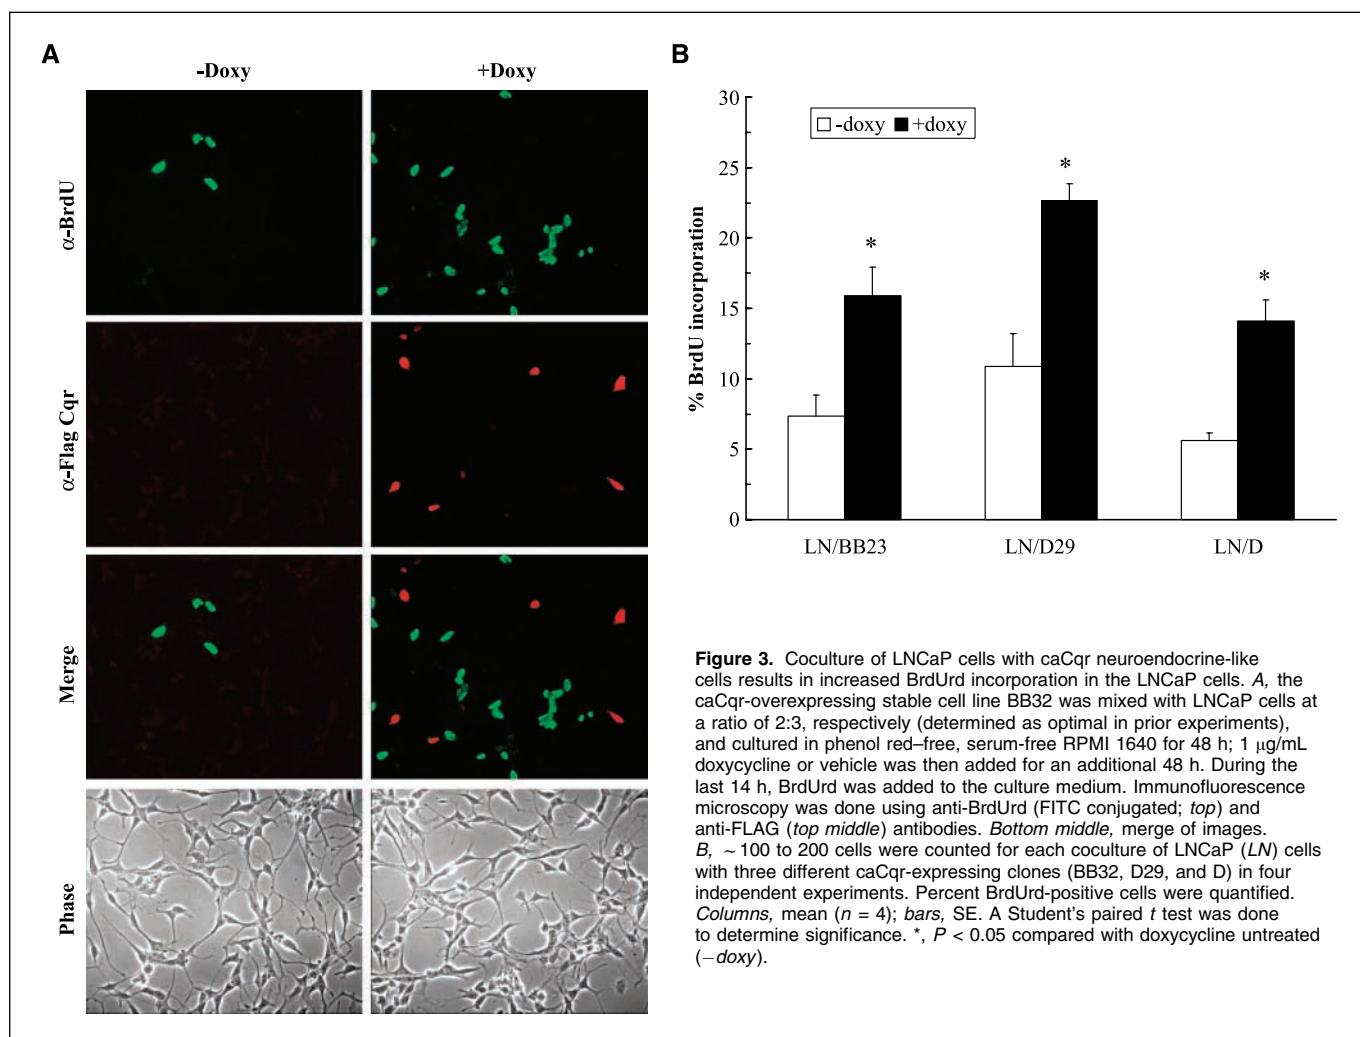 A
-Doxy
+Doxy
α-BrdU
α-Flag Cqr
Merge
Phase
B
30
25
20
15
10
5
0
% BrdU incorporation
-doxy +doxy
*
*
*
LN/BB23
LN/D29
LN/D
Figure 3. Coculture of LNCaP cells with caCqr neuroendocrine-like
cells results in increased BrdUrd incorporation in the LNCaP cells. A, the
caCqr-overexpressing stable cell line BB32 was mixed with LNCaP cells at
a ratio of 2:3, respectively (determined as optimal in prior experiments),
and cultured in phenol red–free, serum-free RPMI 1640 for 48 h; 1 μg/mL
doxycycline or vehicle was then added for an additional 48 h. During the
last 14 h, BrdUrd was added to the culture medium. Immunofluorescence
microscopy was done using anti-BrdUrd (FITC conjugated; top) and
anti-FLAG (top middle) antibodies. Bottom middle, merge of images.
B, ~100 to 200 cells were counted for each coculture of LNCaP (LN) cells
with three different caCqr-expressing clones (BB32, D29, and D) in four
independent experiments. Percent BrdUrd-positive cells were quantified.
Columns, mean (n = 4); bars, SE. A Student's paired t test was done
to determine significance. *, P < 0.05 compared with doxycycline untreated
(−doxy).